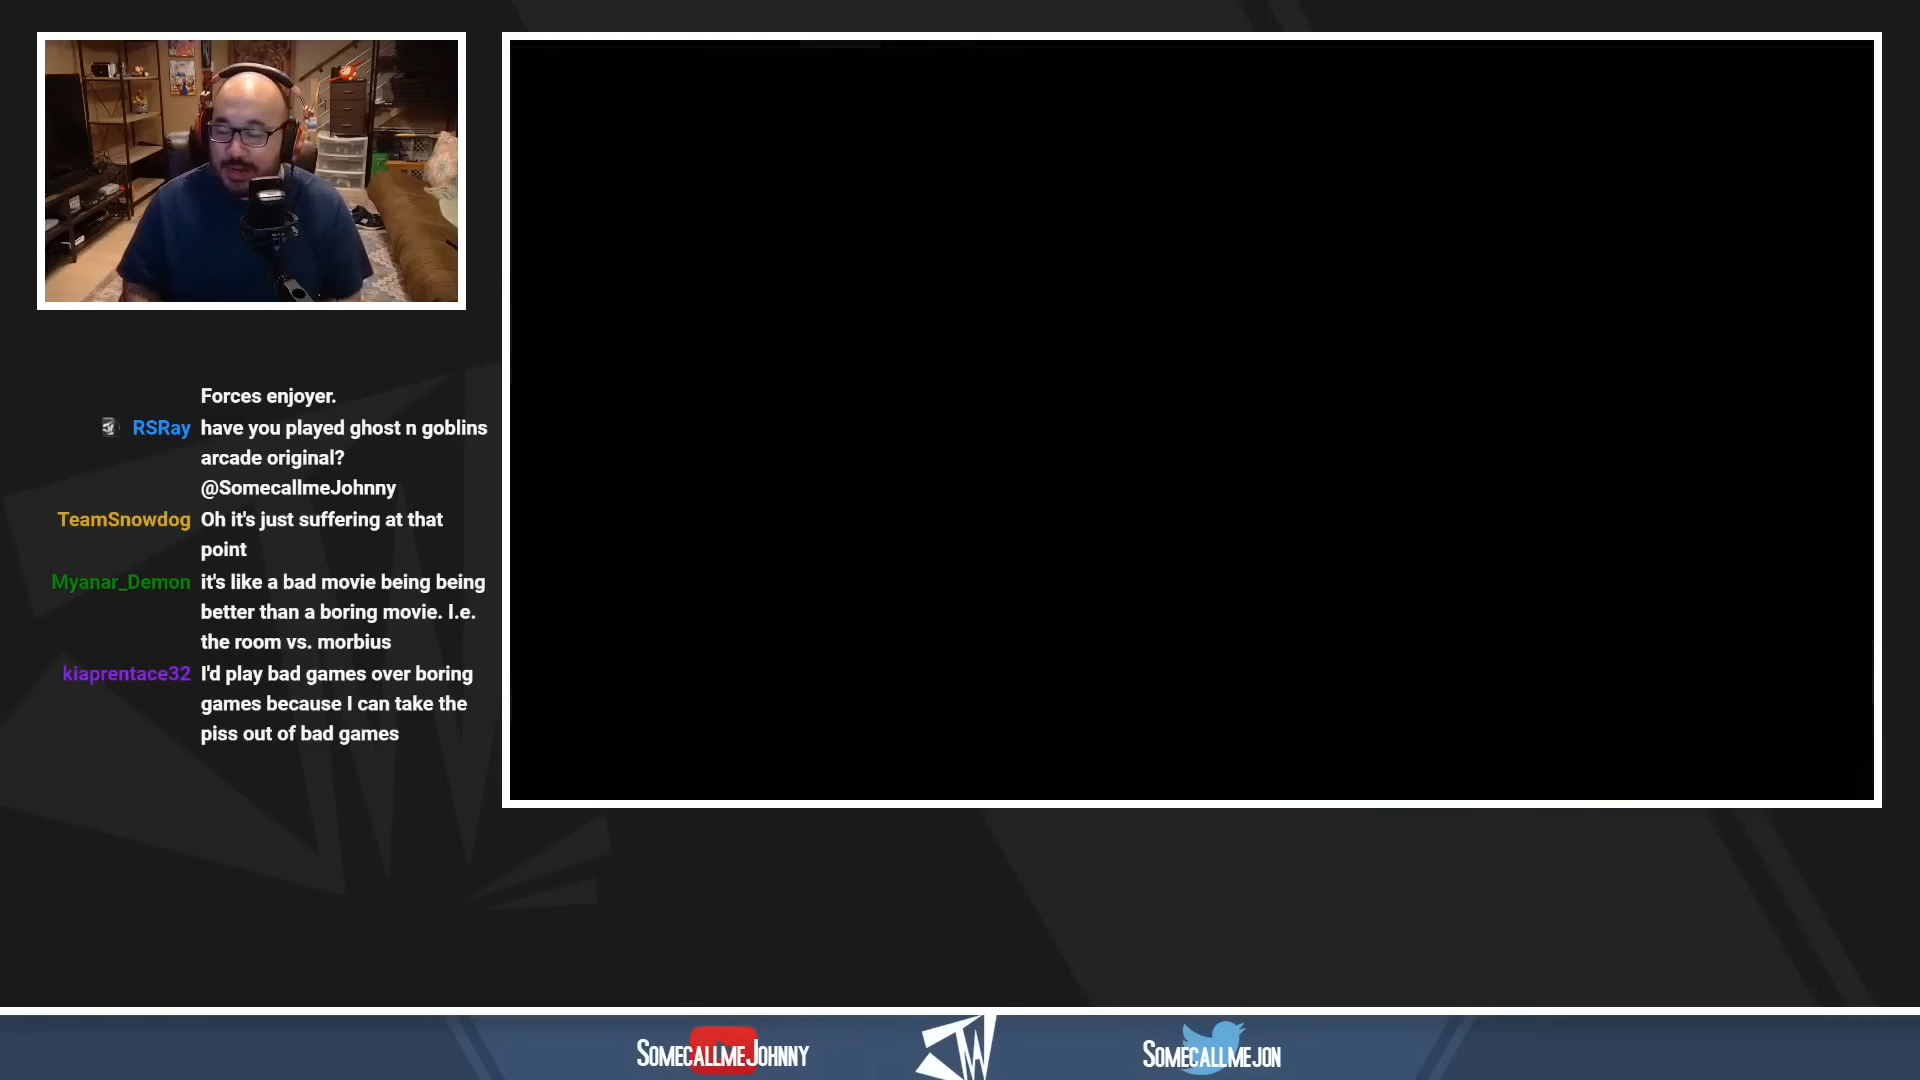 Forces enjoyer.
RSRay have you played ghost n goblins
arcade original?
@SomecallmeJohnny
TeamSnowdog Oh it's just suffering at that
point
Myanar_Demon it's like a bad movie being being
better than a boring movie. I.e.
the room vs. morbius
kiaprentace32 I'd play bad games over boring
games because I can take the
piss out of bad games
SOMECALLMEJOHNNY
SOMECALLMEJON